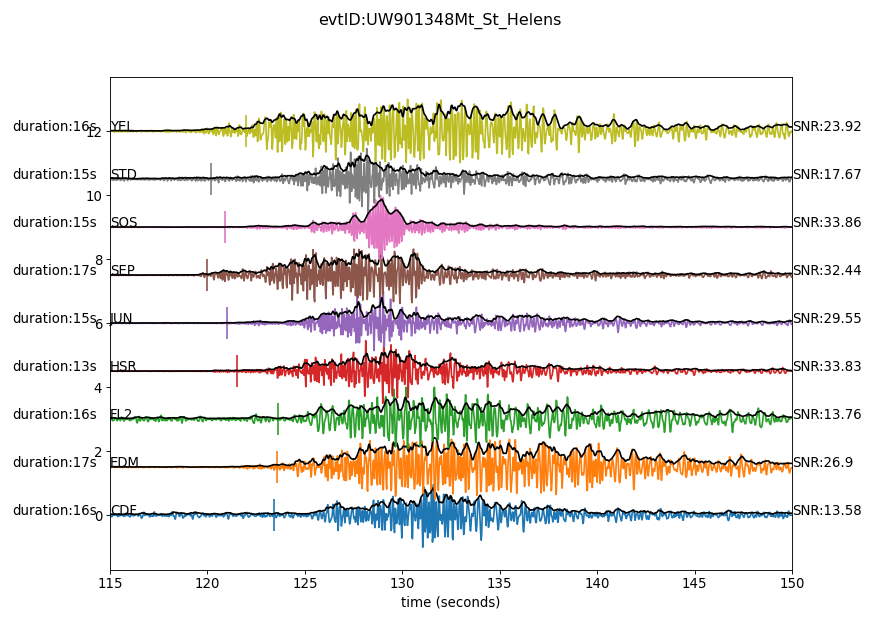 evtID:UW901348Mt_St_Helens
duration:16s YEL SNR:23.92
12
duration:15s STD SNR:17.67
10
duration:15s SOS SNR:33.86
8
duration:17s SEP SNR:32.44
duration:15s JUN SNR:29.55
6
duration:13s HSR SNR:33.83
4
duration:16s FL2 SNR:13.76
2
duration:17s EDM SNR:26.9
duration:16s CDF SNR:13.58
0
115 120 125 130 135 140 145 150
time (seconds)